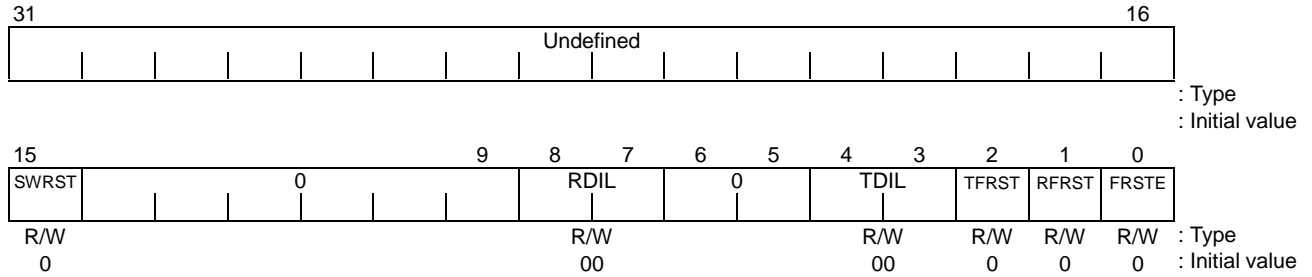 31 16
Undefined
: Type
: Initial value
15 9 8 7 6 5 4 3 2 1 0
SWRST 0 RDIL 0 TDIL TFRST RFRST FRSTE
R/W R/W R/W R/W R/W R/W : Type
0 00 00 0 0 0 : Initial value